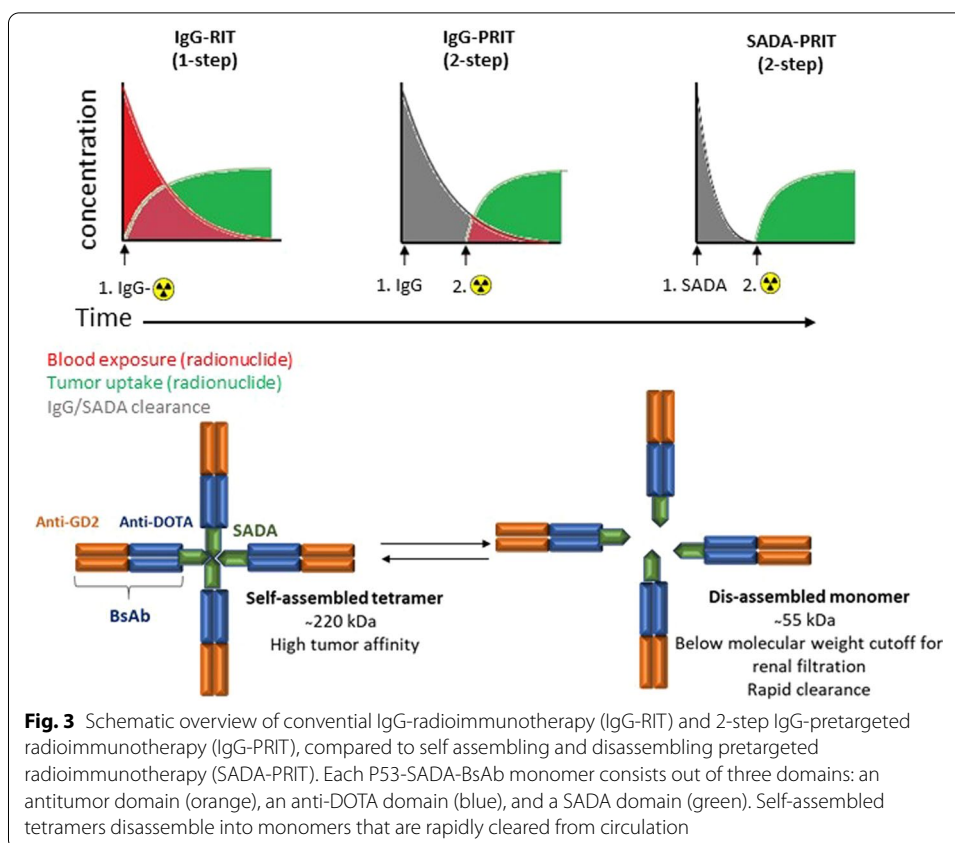 IgG-RIT
(1-step)
IgG-PRIT
(2-step)
SADA-PRIT
(2-step)
concentration
1. IgG-
1. IgG
2.
1. SADA
2.
Time
Blood exposure (radionuclide)
Tumor uptake (radionuclide)
IgG/SADA clearance
Anti-GD2
Anti-DOTA
SADA
BsAb
Self-assembled tetramer
~220 kDa
High tumor affinity
Dis-assembled monomer
~55 kDa
Below molecular weight cutoff for
renal filtration
Rapid clearance
Fig. 3 Schematic overview of convential IgG-radioimmunotherapy (IgG-RIT) and 2-step IgG-pretargeted
radioimmunotherapy (IgG-PRIT), compared to self assembling and disassembling pretargeted
radioimmunotherapy (SADA-PRIT). Each P53-SADA-BsAb monomer consists out of three domains: an
antitumor domain (orange), an anti-DOTA domain (blue), and a SADA domain (green). Self-assembled
tetramers disassemble into monomers that are rapidly cleared from circulation